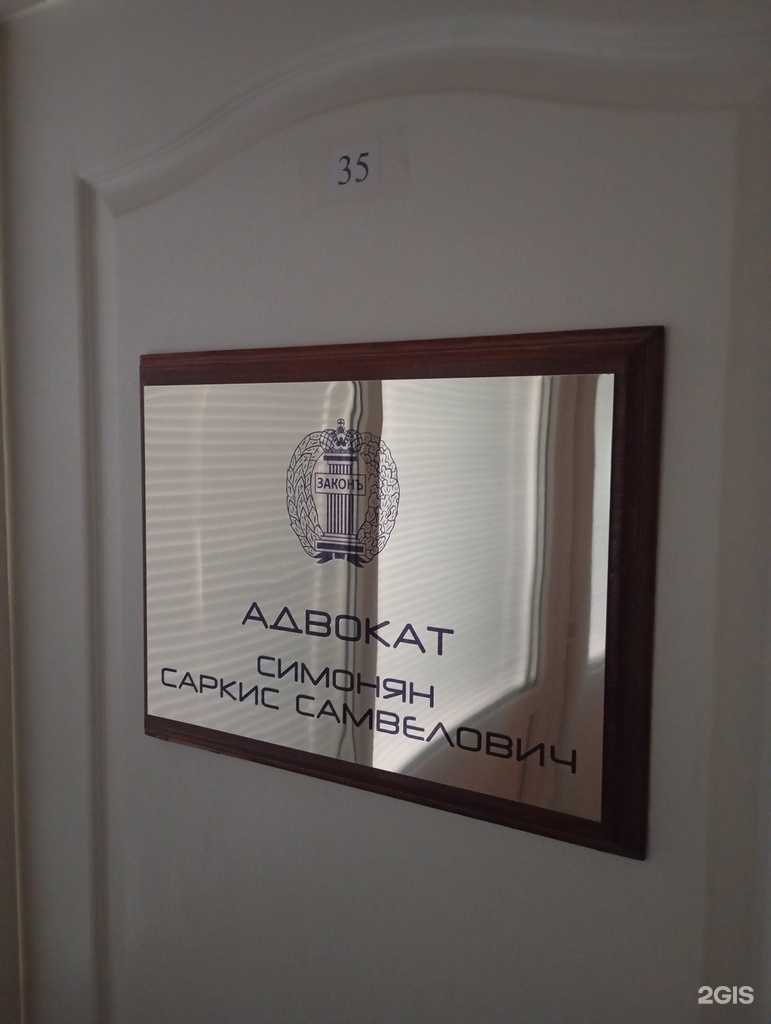 35
ЗАКОНЪ
АДВОКАТ
СИМОНЯН
САРКИС САМВЕЛОВИЧ
2GIS